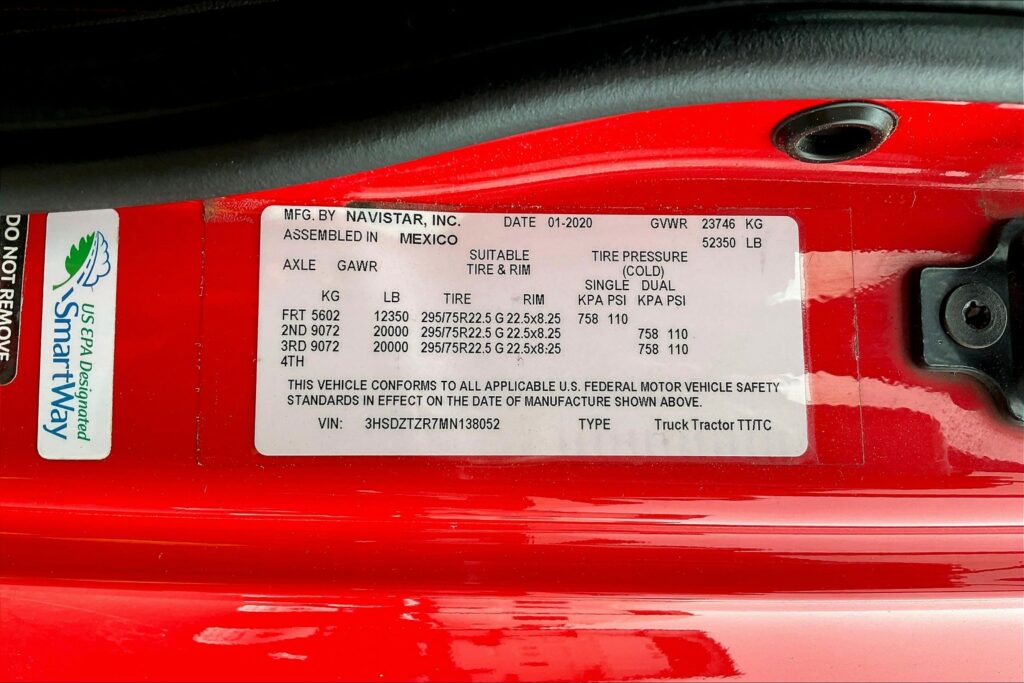 DO NOT REMOVE
US EPA Designated
SmartWay
MFG. BY NAVISTAR, INC. DATE 01-2020 GVWR 23746 KG
ASSEMBLED IN MEXICO 52350 LB
SUITABLE TIRE PRESSURE
AXLE GAWR TIRE & RIM (COLD)
SINGLE DUAL
KG LB TIRE RIM KPA PSI KPA PSI
FRT 5602 12350 295/75R22.5 G 22.5x8.25 758 110
2ND 9072 20000 295/75R22.5 G 22.5x8.25 758 110
3RD 9072 20000 295/75R22.5 G 22.5x8.25 758 110
4TH
THIS VEHICLE CONFORMS TO ALL APPLICABLE U.S. FEDERAL MOTOR VEHICLE SAFETY
STANDARDS IN EFFECT ON THE DATE OF MANUFACTURE SHOWN ABOVE.
VIN: 3HSDZTZR7MN138052 TYPE Truck Tractor TT/TC